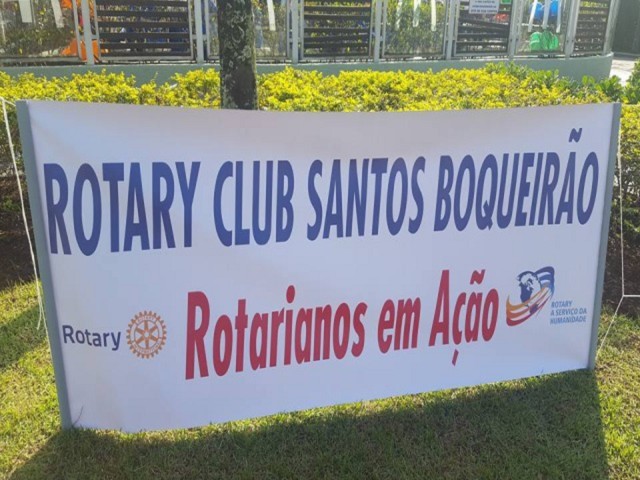 ROTARY CLUB SANTOS BOQUEIRÃO
Rotarianos em Ação
Rotary
ROTARY
A SERVIÇO DA
HUMANIDADE